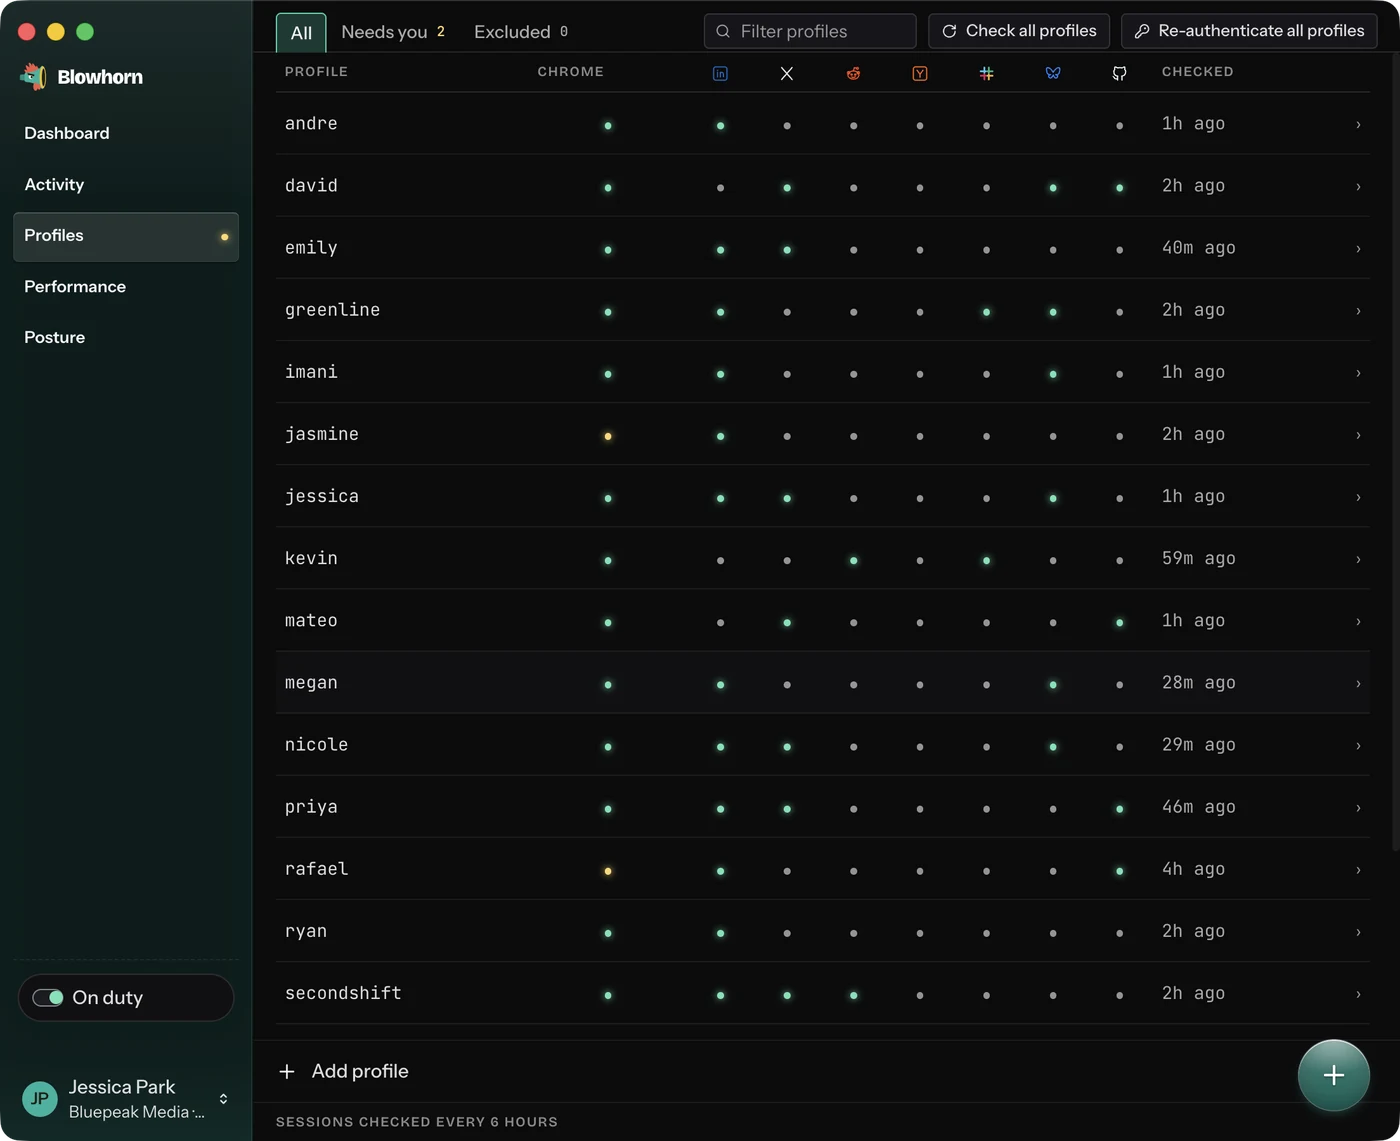 Blowhorn
Dashboard
Activity
Profiles
Performance
Posture
On duty
JP
Jessica Park
Bluepeak Media ·...
All
Needs you 2
Excluded 0
Filter profiles
Check all profiles
Re-authenticate all profiles
PROFILE CHROME in X Y CHECKED
andre 1h ago
david 2h ago
emily 40m ago
greenline 2h ago
imani 1h ago
jasmine 2h ago
jessica 1h ago
kevin 59m ago
mateo 1h ago
megan 28m ago
nicole 29m ago
priya 46m ago
rafael 4h ago
ryan 2h ago
secondshift 2h ago
+ Add profile
SESSIONS CHECKED EVERY 6 HOURS